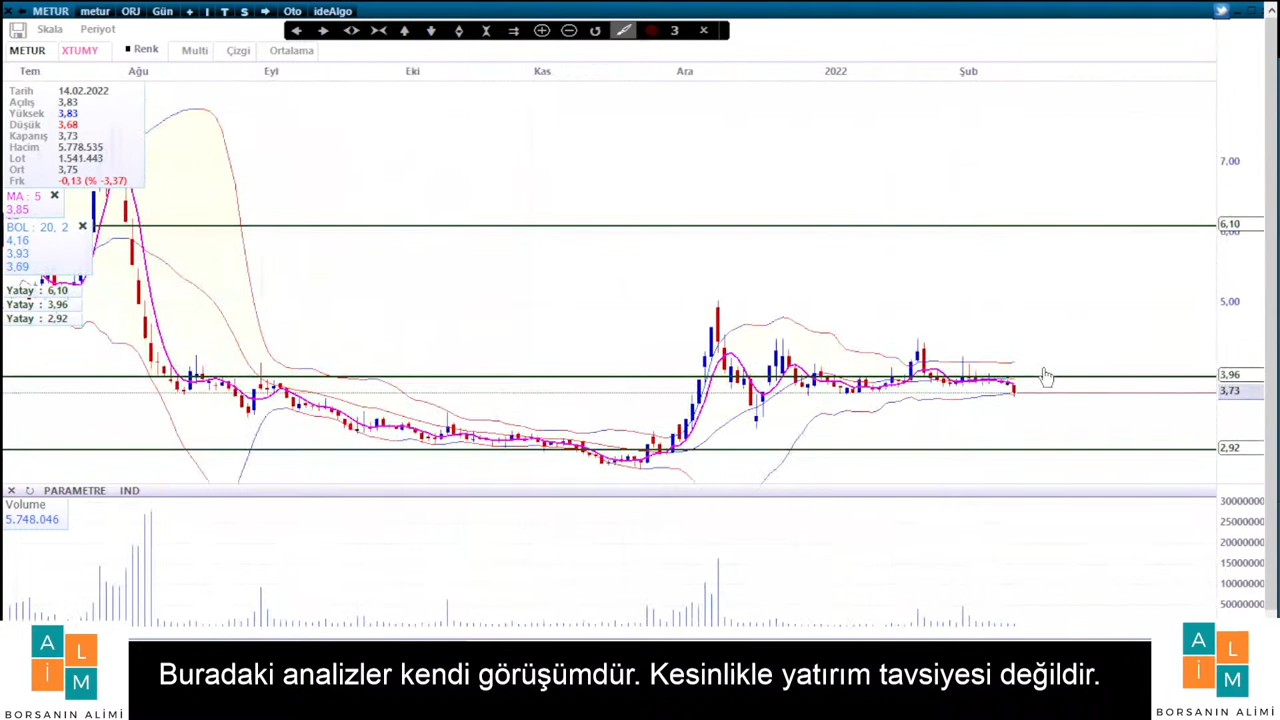 METUR metur ORJ Gün + I T S Oto ideAlgo
Skala Periyot
3 x
METUR XTUMY Renk Multi Çizgi Ortalama
Tem Ağu Eyl Eki Kas Ara 2022 Şub
Tarih 14.02.2022
Açılış 3,83
Yüksek 3,83
Düşük 3,68
Kapanış 3,73
Hacim 5.778.535
Lot 1.541.443
Ort 3,75
Frk -0,13 (% -3,37)
MA : 5
3,85
BOL : 20, 2
4,16
3,93
3,69
Yatay : 6,10
Yatay : 3,96
Yatay : 2,92
7,00
6,10
6,00
5,00
3,96
3,73
2,92
PARAMETRE IND
Volume
5.748.046
30000000
25000000
20000000
15000000
10000000
50000000
A L İ M
BORSANIN ALİMİ
Buradaki analizler kendi görüşümdür. Kesinlikle yatırım tavsiyesi değildir.
A L İ M
BORSANIN ALİMİ